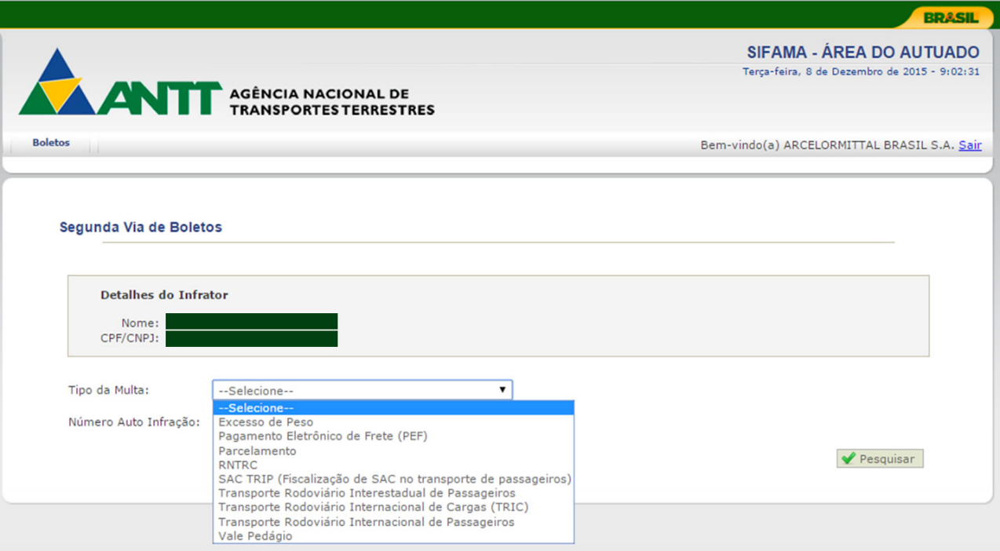 BRASIL
SIFAMA - ÁREA DO AUTUADO
Terça-feira, 8 de Dezembro de 2015 - 9:02:31
ANTT
AGÊNCIA NACIONAL DE
TRANSPORTES TERRESTRES
Boletos
Bem-vindo(a) ARCELORMITTAL BRASIL S.A. Sair
Segunda Via de Boletos
Detalhes do Infrator
Nome:
CPF/CNPJ:
Tipo da Multa:
--Selecione--
--Selecione--
Número Auto Infração:
Excesso de Peso
Pagamento Eletrônico de Frete (PEF)
Parcelamento
RNTRC
SAC TRIP (Fiscalização de SAC no transporte de passageiros)
Transporte Rodoviário Interestadual de Passageiros
Transporte Rodoviário Internacional de Cargas (TRIC)
Transporte Rodoviário Internacional de Passageiros
Vale Pedágio
Pesquisar